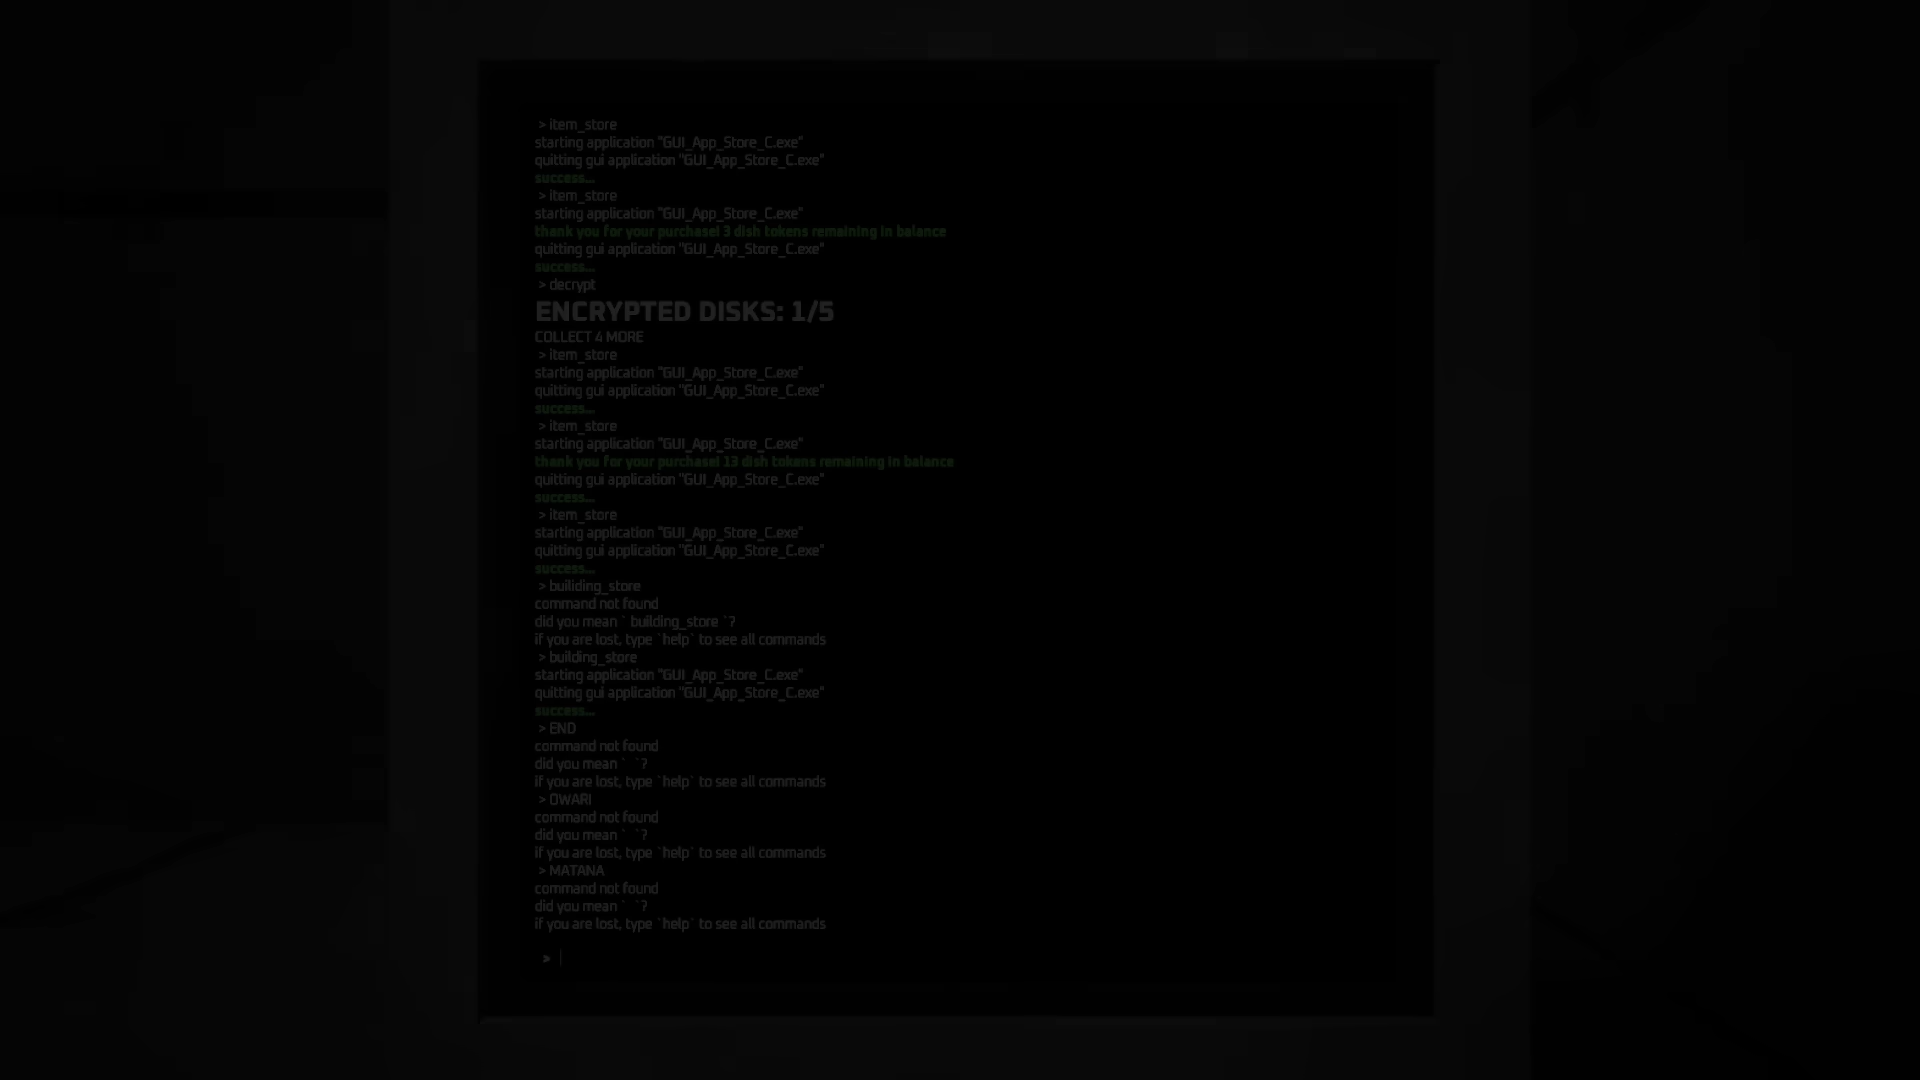 > item_store
starting application "GUI_App_Store_C.exe"
quitting gui application "GUI_App_Store_C.exe"
success...
> item_store
starting application "GUI_App_Store_C.exe"
thank you for your purchase! 3 dish tokens remaining in balance
quitting gui application "GUI_App_Store_C.exe"
success...
> decrypt
ENCRYPTED DISKS: 1/5
COLLECT 4 MORE
> item_store
starting application "GUI_App_Store_C.exe"
quitting gui application "GUI_App_Store_C.exe"
success...
> item_store
starting application "GUI_App_Store_C.exe"
thank you for your purchase! 13 dish tokens remaining in balance
quitting gui application "GUI_App_Store_C.exe"
success...
> item_store
starting application "GUI_App_Store_C.exe"
quitting gui application "GUI_App_Store_C.exe"
success...
> builiding_store
command not found
did you mean ` building_store `?
if you are lost, type `help` to see all commands
> building_store
starting application "GUI_App_Store_C.exe"
quitting gui application "GUI_App_Store_C.exe"
success...
> END
command not found
did you mean `  `?
if you are lost, type `help` to see all commands
> OWARI
command not found
did you mean `  `?
if you are lost, type `help` to see all commands
> MATANA
command not found
did you mean `  `?
if you are lost, type `help` to see all commands
>